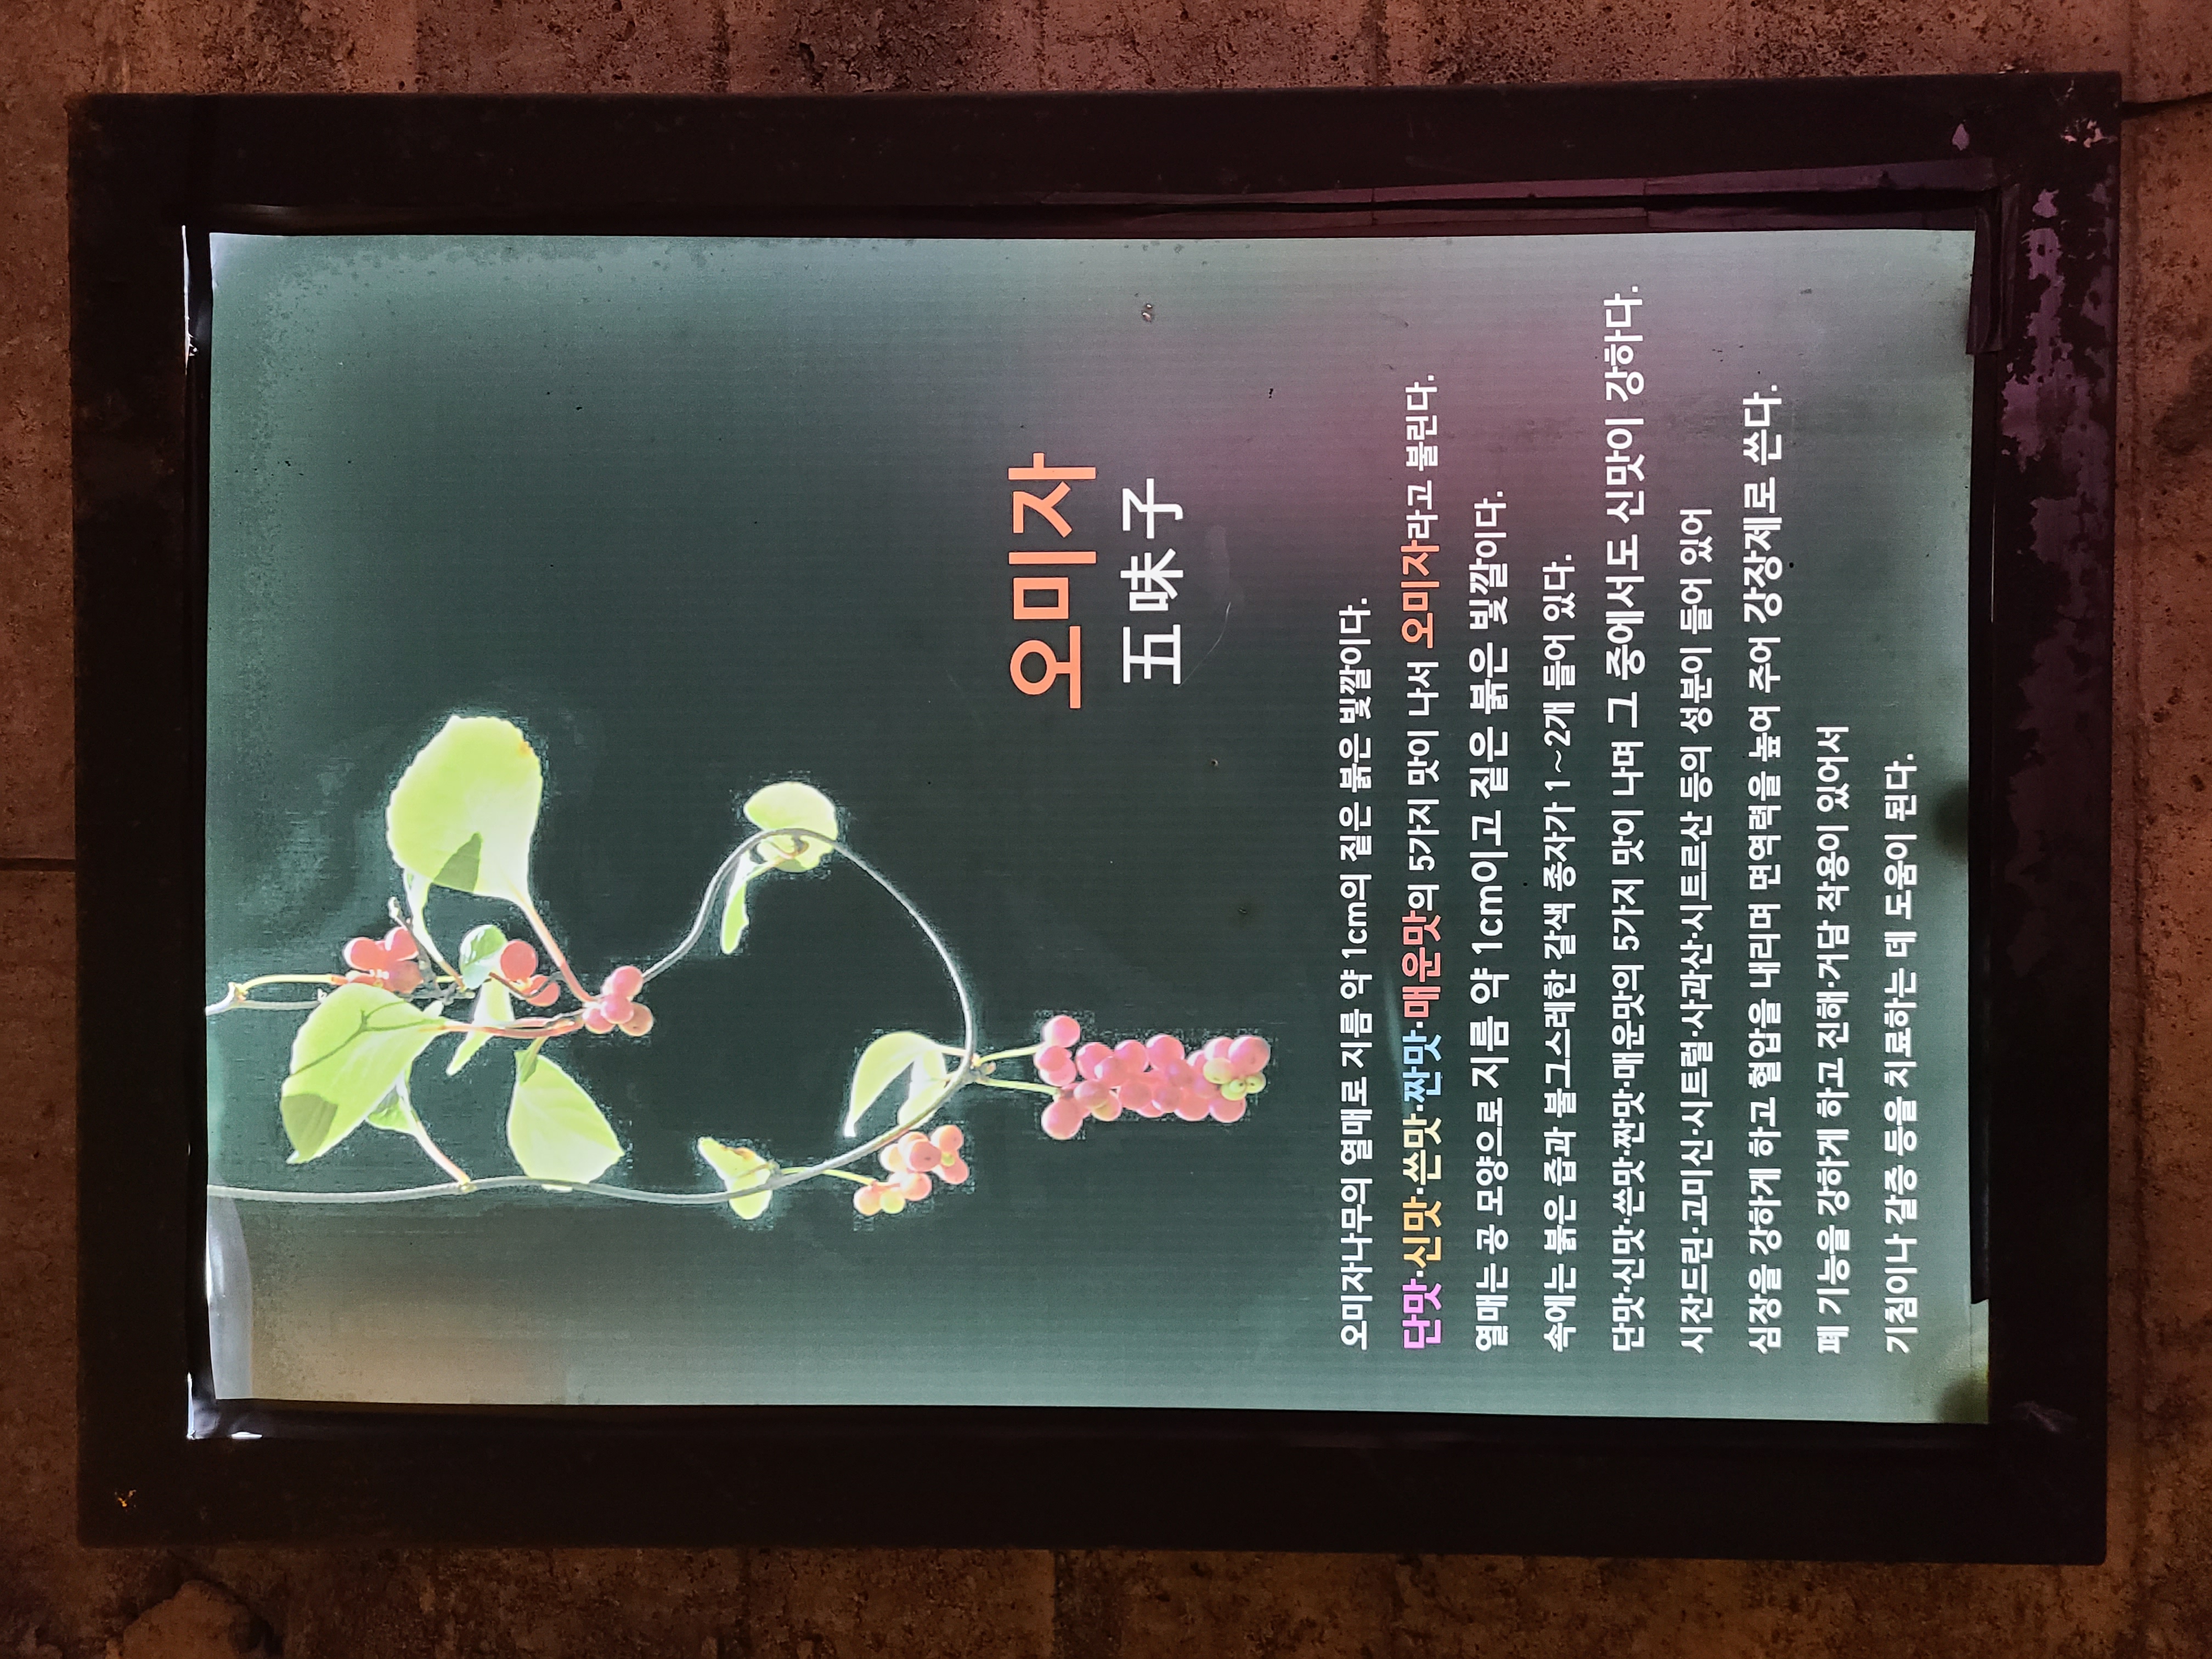 오미자
五味子
오미자나무의 열매로 지름 약 1cm의 짙은 붉은 빛깔이다.
단맛·신맛·쓴맛·짠맛·매운맛의 5가지 맛이 나서 오미자라고 불린다.
열매는 공 모양으로 지름 약 1cm이고 짙은 붉은 빛깔이다.
속에는 붉은 즙과 불그스레한 갈색 종자가 1~2개 들어 있다.
단맛·신맛·쓴맛·짠맛·매운맛의 5가지 맛이 나며 그 중에서도 신맛이 강하다.
시잔드린·고미신·시트럴·사과산·시트르산 등의 성분이 들어 있어
심장을 강하게 하고 혈압을 내리며 면역력을 높여 주어 강장제로 쓴다.
폐 기능을 강하게 하고 진해·거담 작용이 있어서
기침이나 갈증 등을 치료하는 데 도움이 된다.